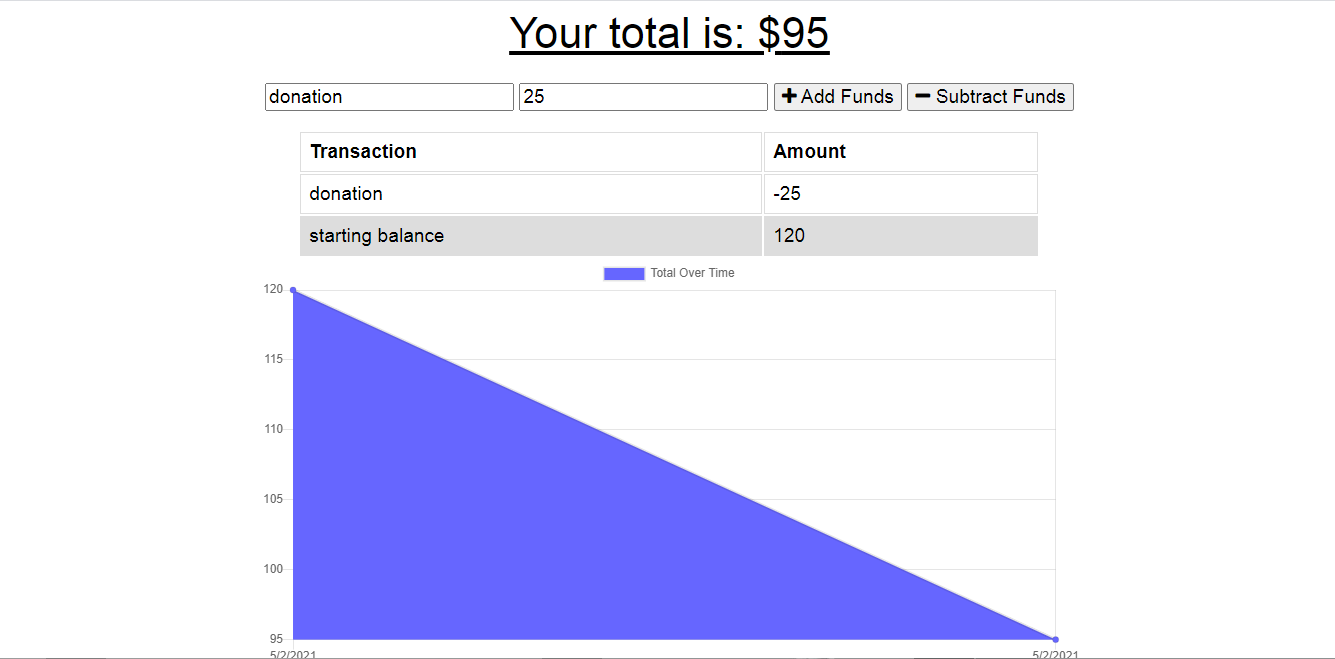 Your total is: $95
donation 25 Add Funds Subtract Funds
Transaction Amount
donation -25
starting balance 120
Total Over Time
120
115
110
105
100
95
5/2/2021 5/2/2021